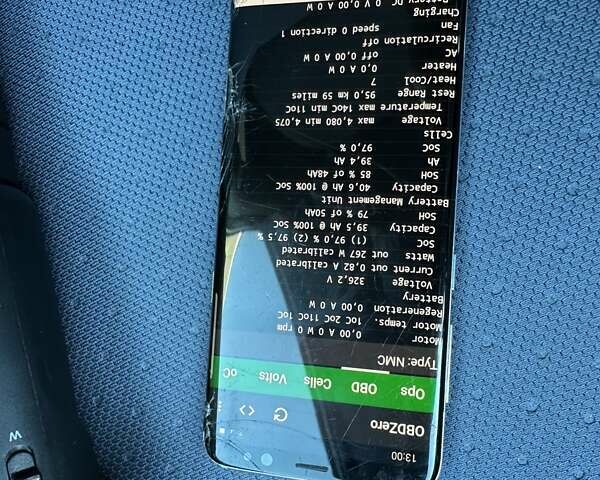 13:00
OBDZero
Ops OBD Cells Volts oC
Type: NMC
Motor
0,00 A 0 W 0 rpm
Motor temps. 1oC 2oC 11oC 1oC
Regeneration 0,00 A 0 W
Battery
Voltage 326,2 V
Current out 0,82 A calibrated
Watts out 267 W calibrated
SoC (1) 97,0 % (2) 97,5 %
Capacity 39,5 Ah @ 100% SoC
SoH 79 % of 50Ah
Battery Management Unit
Capacity 40,6 Ah @ 100% SoC
SoH 85 % of 48Ah
Ah 39,4 Ah
SoC 97,0 %
Cells
Voltage max 4,080 min 4,075
Temperature max 14oC min 11oC
Rest Range 95,0 km 59 miles
Heat/Cool 7
Heater 0,0 A 0 W
AC off 0,00 A 0 W
Recirculation off
Fan speed 0 direction 1
Charging
Battery DC 0 V 0,00 A 0 W
W